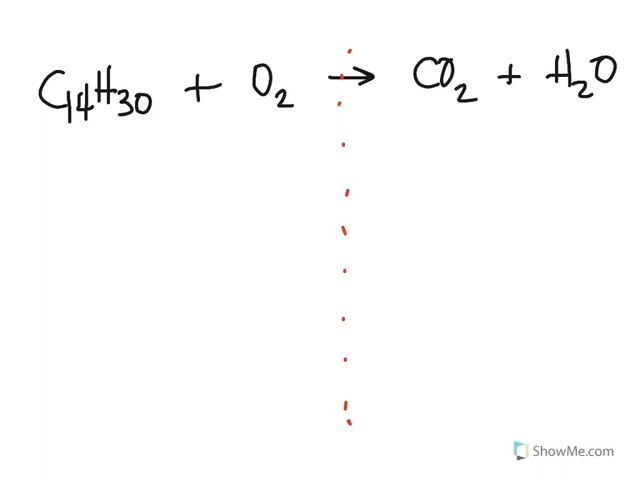 C₁₄H₃₀ + O₂ → CO₂ + H₂O
ShowMe.com